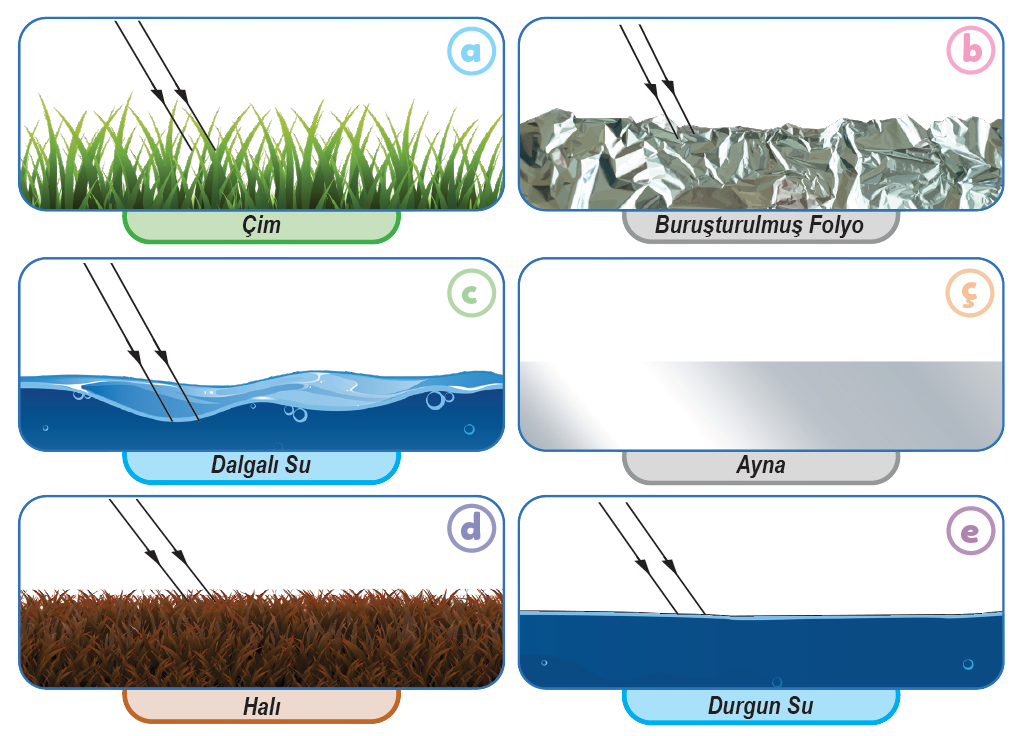 a
b
Çim
Buruşturulmuş Folyo
c
ç
Dalgalı Su
Ayna
d
e
Halı
Durgun Su